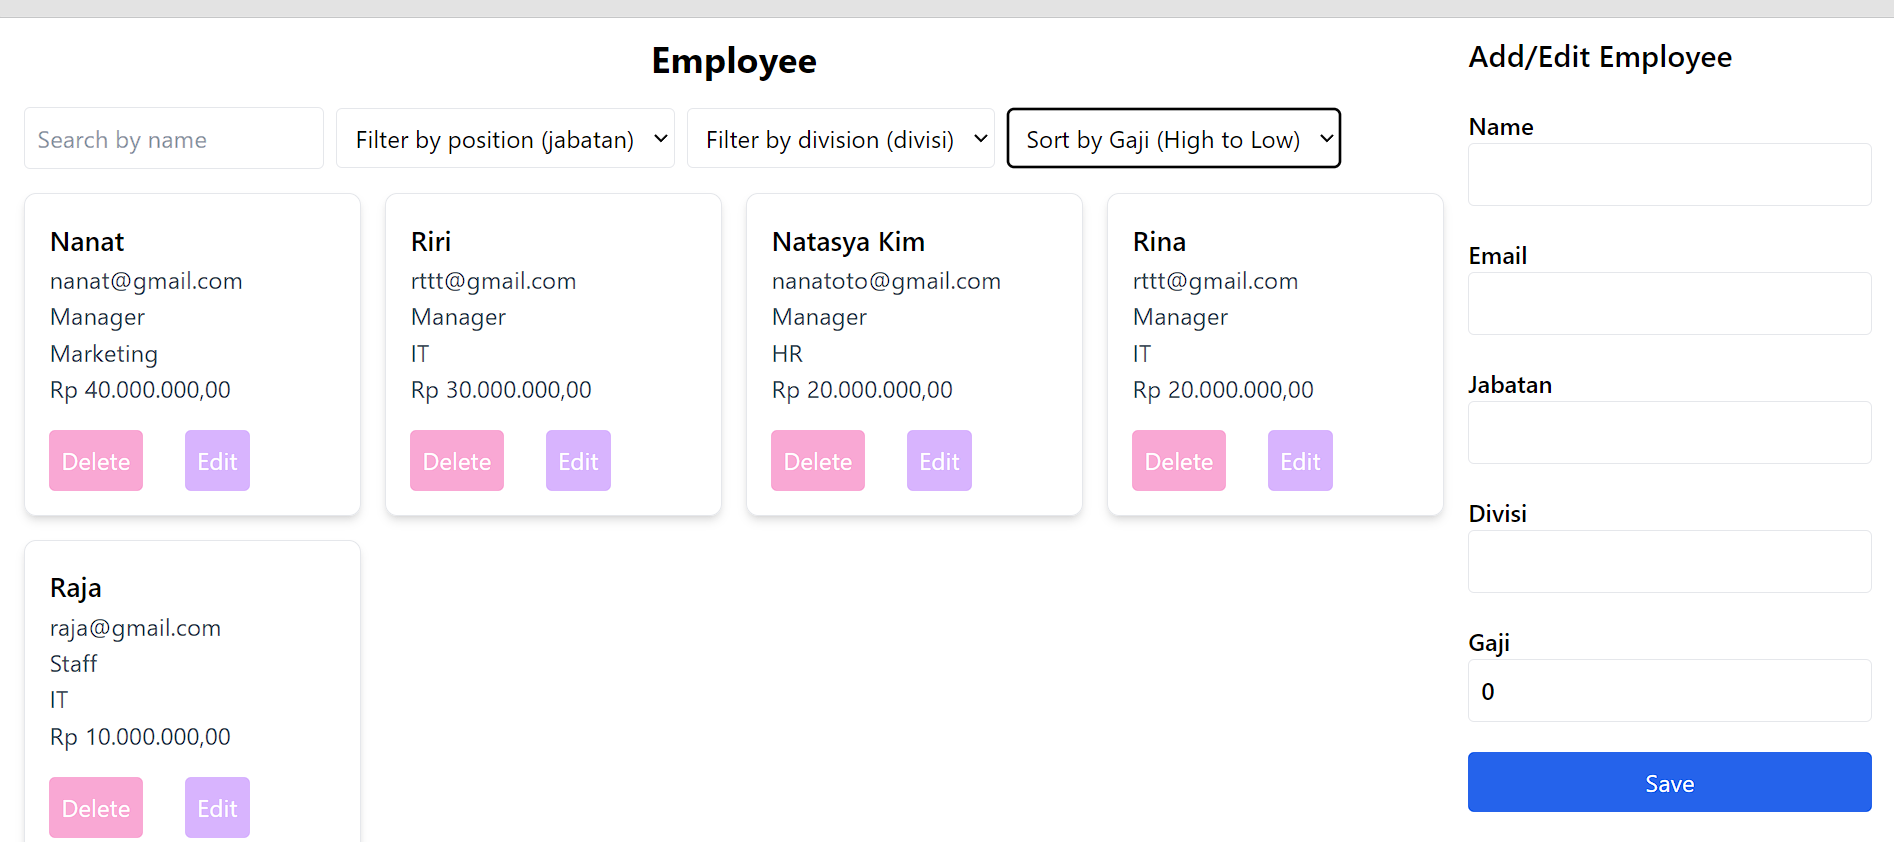 Employee
Search by name
Filter by position (jabatan)
Filter by division (divisi)
Sort by Gaji (High to Low)
Nanat
nanat@gmail.com
Manager
Marketing
Rp 40.000.000,00
Delete
Edit
Riri
rttt@gmail.com
Manager
IT
Rp 30.000.000,00
Delete
Edit
Natasya Kim
nanatoto@gmail.com
Manager
HR
Rp 20.000.000,00
Delete
Edit
Rina
rttt@gmail.com
Manager
IT
Rp 20.000.000,00
Delete
Edit
Raja
raja@gmail.com
Staff
IT
Rp 10.000.000,00
Delete
Edit
Add/Edit Employee
Name
Email
Jabatan
Divisi
Gaji
0
Save